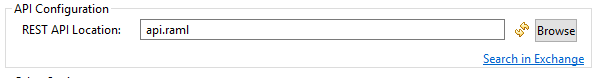 API Configuration
REST API Location: api.raml Browse
Search in Exchange